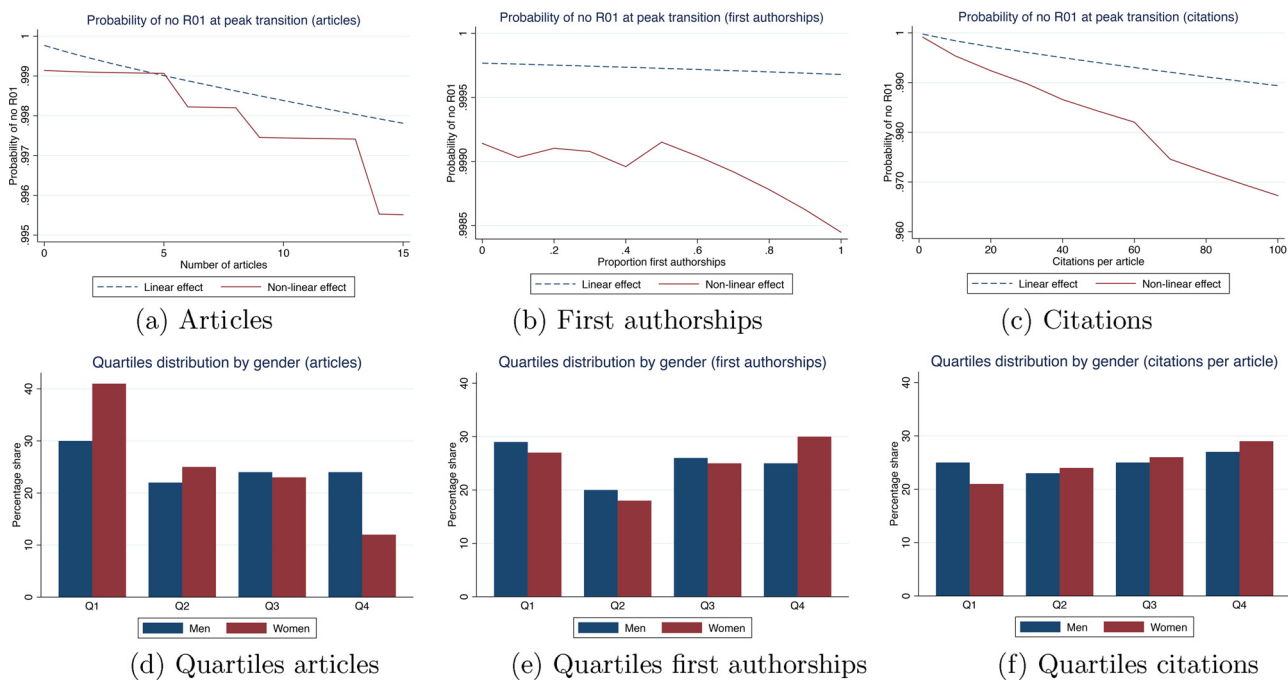 Probability of no R01 at peak transition (articles)
Probability of no R01
1
.999
.998
.997
.996
.995
0 5 10 15
Number of articles
Linear effect Non-linear effect
(a) Articles
Probability of no R01 at peak transition (first authorships)
Probability of no R01
1.0000
.9995
.9990
.9985
0 .2 .4 .6 .8 1
Proportion first authorships
Linear effect Non-linear effect
(b) First authorships
Probability of no R01 at peak transition (citations)
Probability of no R01
1
.990
.980
.970
.960
0 20 40 60 80 100
Citations per article
Linear effect Non-linear effect
(c) Citations
Quartiles distribution by gender (articles)
Percentage share
40
30
20
10
0
Q1 Q2 Q3 Q4
Men Women
(d) Quartiles articles
Quartiles distribution by gender (first authorships)
Percentage share
40
30
20
10
0
Q1 Q2 Q3 Q4
Men Women
(e) Quartiles first authorships
Quartiles distribution by gender (citations per article)
Percentage share
40
30
20
10
0
Q1 Q2 Q3 Q4
Men Women
(f) Quartiles citations